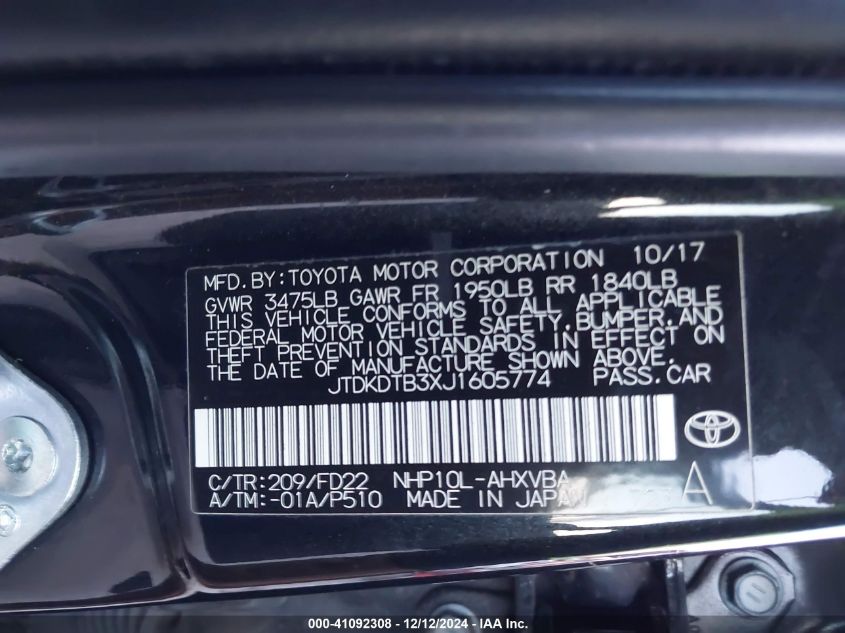 MFD.BY:TOYOTA MOTOR CORPORATION 10/17
GVWR 3475LB GAWR FR 1950LB RR 1840LB
THIS VEHICLE CONFORMS TO ALL APPLICABLE
FEDERAL MOTOR VEHICLE SAFETY,BUMPER,AND
THEFT PREVENTION STANDARDS IN EFFECT ON
THE DATE OF MANUFACTURE SHOWN ABOVE.
JTDKDTB3XJ1605774 PASS.CAR
C/TR:209/FD22 NHP10L-AHXVBA
A/TM:-01A/P510 MADE IN JAPAN A
000-41092308 - 12/12/2024 - IAA Inc.